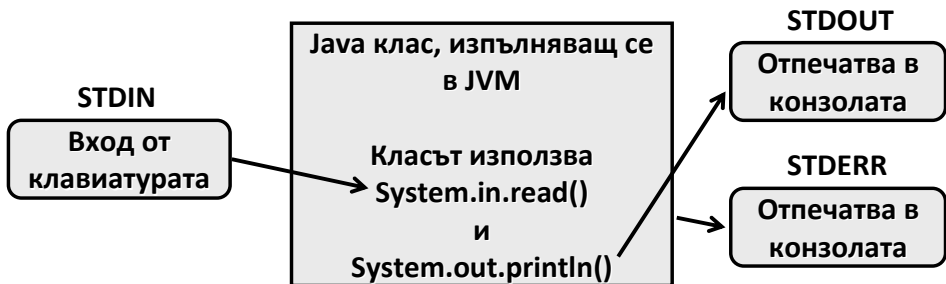 STDIN
Вход от
клавиатурата
Java клас, изпълняващ се
в JVM
Класът използва
System.in.read()
и
System.out.println()
STDOUT
Отпечатва в
конзолата
STDERR
Отпечатва в
конзолата